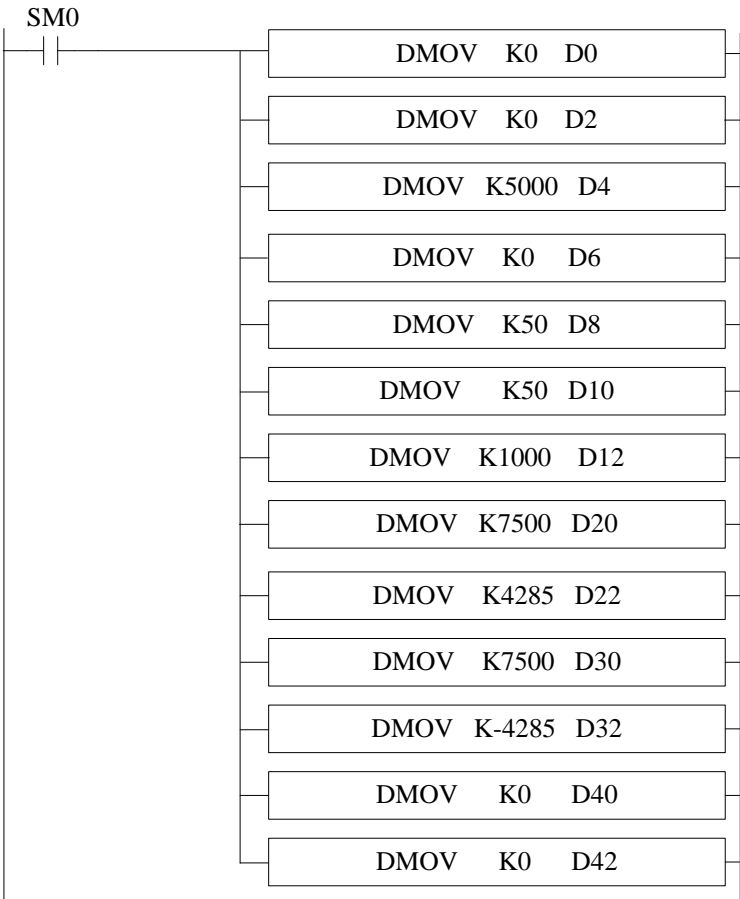 SM0
DMOV K0 D0
DMOV K0 D2
DMOV K5000 D4
DMOV K0 D6
DMOV K50 D8
DMOV K50 D10
DMOV K1000 D12
DMOV K7500 D20
DMOV K4285 D22
DMOV K7500 D30
DMOV K-4285 D32
DMOV K0 D40
DMOV K0 D42